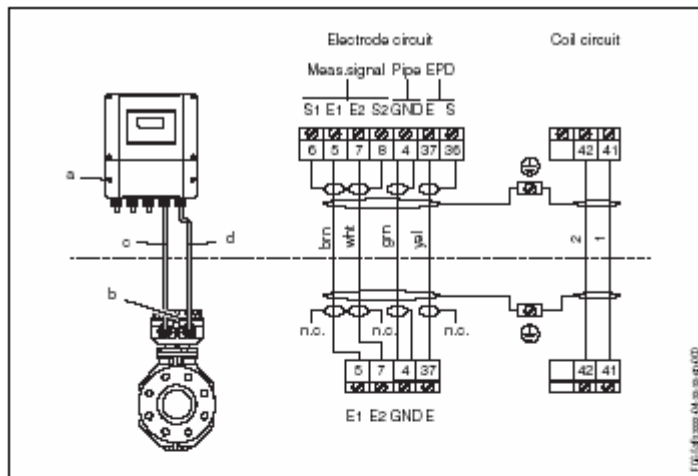 Electrode circuit Coil circuit
Meas.signal Pipe EPD
S1 E1 E2 S2 GND E S
6 5 7 8 4 37 36 42 41
a
brn wht grn yel 2 1
c d
b
n.c. n.c. n.c.
5 7 4 37 42 41
E1 E2 GND E